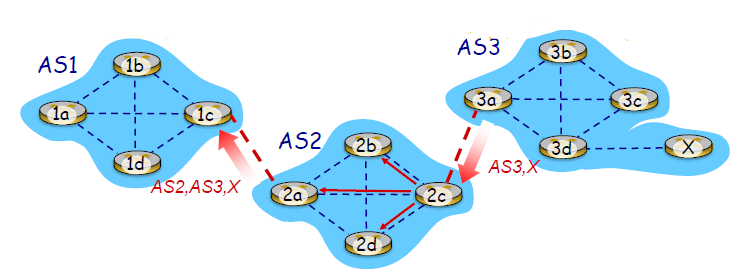 AS1
1b
1a
1c
1d
AS2,AS3,X
AS2
2b
2a
2c
2d
AS3
3b
3a
3c
3d
X
AS3,X